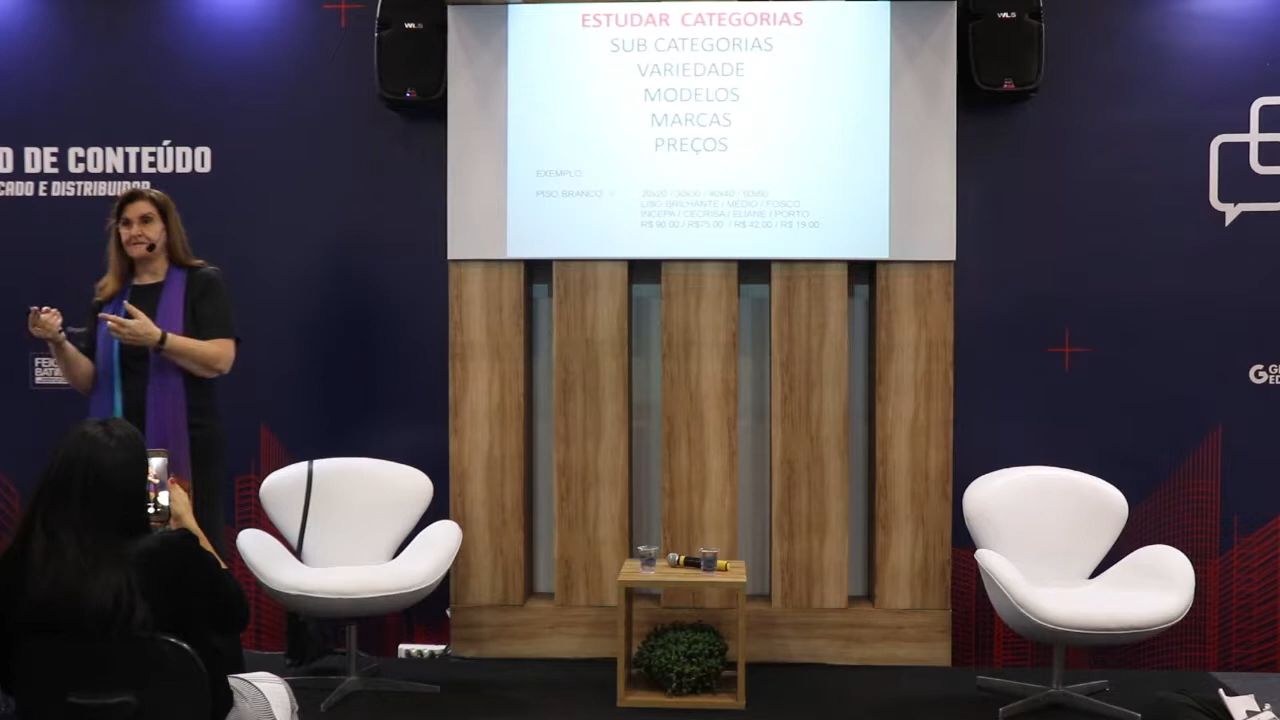 ESTUDAR CATEGORIAS
SUB CATEGORIAS
VARIEDADE
MODELOS
MARCAS
PREÇOS
EXEMPLO:
PISO BRANCO - 20x20 / 30x30 / 40x40 / 60x60
LISO BRILHANTE / MÉDIO / FOSCO
INCEPA / CECRISA / ELIANE / PORTO
R$ 90,00 / R$75,00 / R$ 42,00 / R$ 19,00
O DE CONTEÚDO
CADO E DISTRIBUIDOR
WLS
WLS